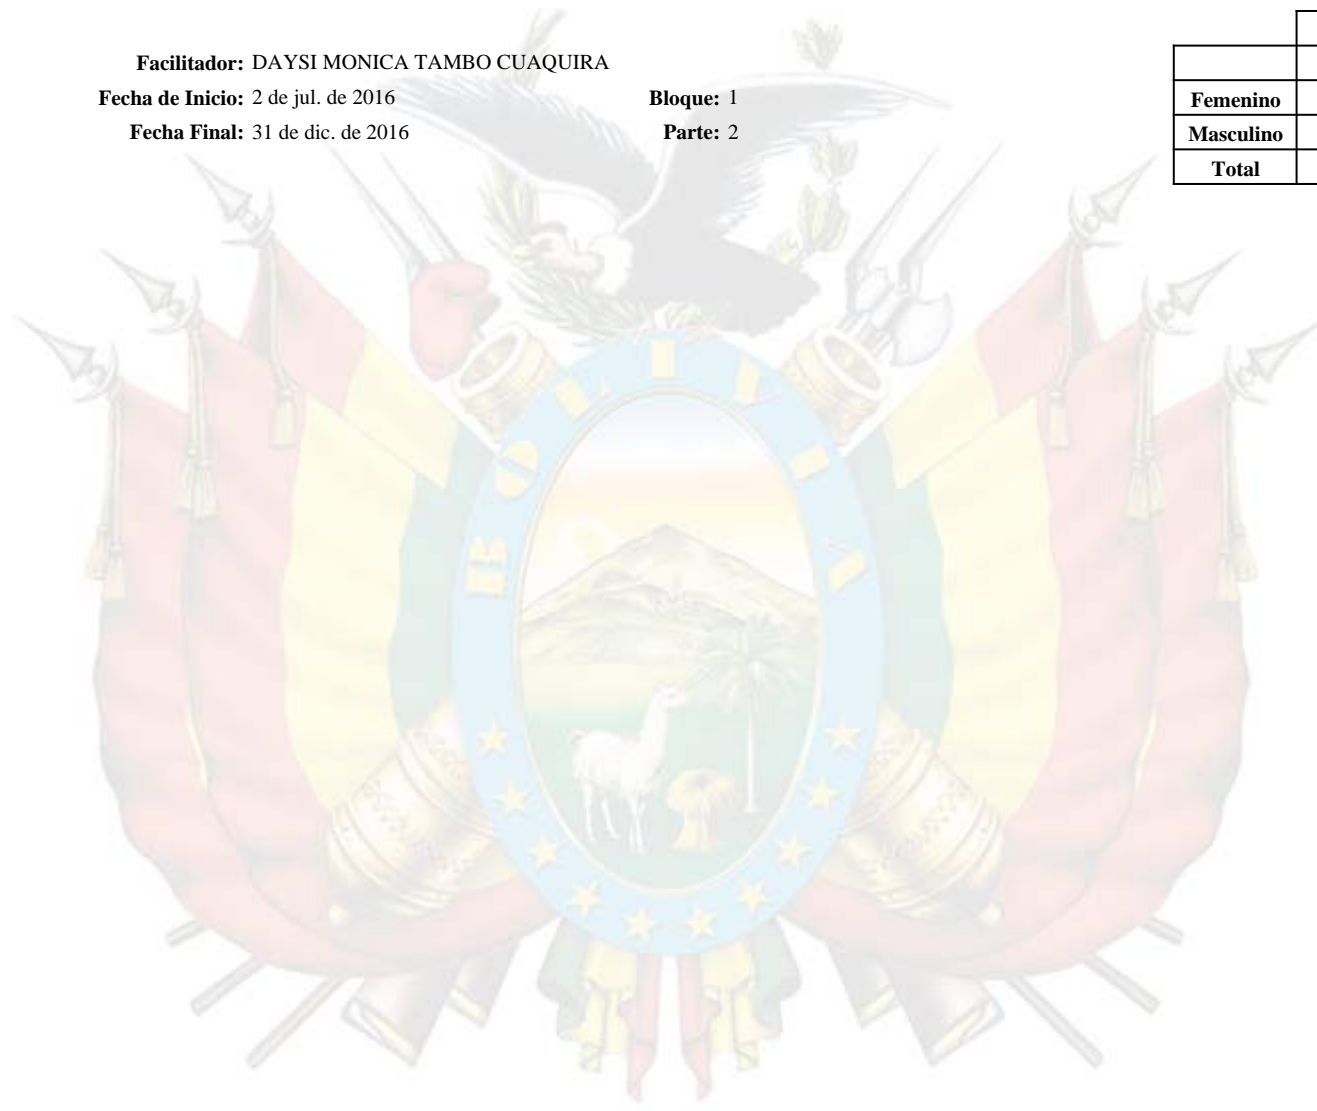 Facilitador: DAYSI MONICA TAMBO CUAQUIRA
Fecha de Inicio: 2 de jul. de 2016 Bloque: 1
Fecha Final: 31 de dic. de 2016 Parte: 2
Femenino
Masculino
Total
BOLIVIA